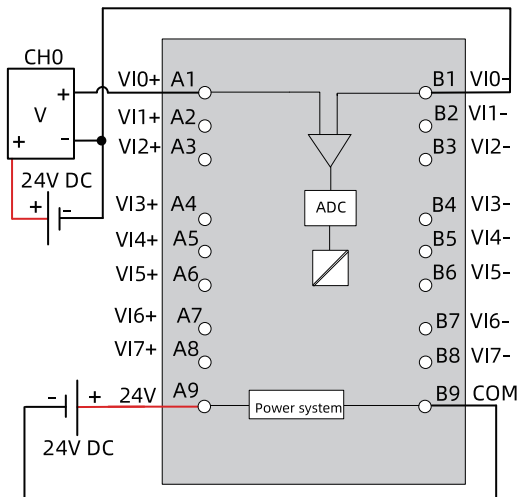 CH0
VI0+ A1 B1 VI0-
+
V
VI1+ A2 B2 VI1-
+ -
VI2+ A3 B3 VI2-
24V DC
+ -
VI3+ A4 ADC B4 VI3-
VI4+ A5 B5 VI4-
VI5+ A6 B6 VI5-
VI6+ A7 B7 VI6-
VI7+ A8 B8 VI7-
- + 24V A9 B9 COM
Power system
24V DC